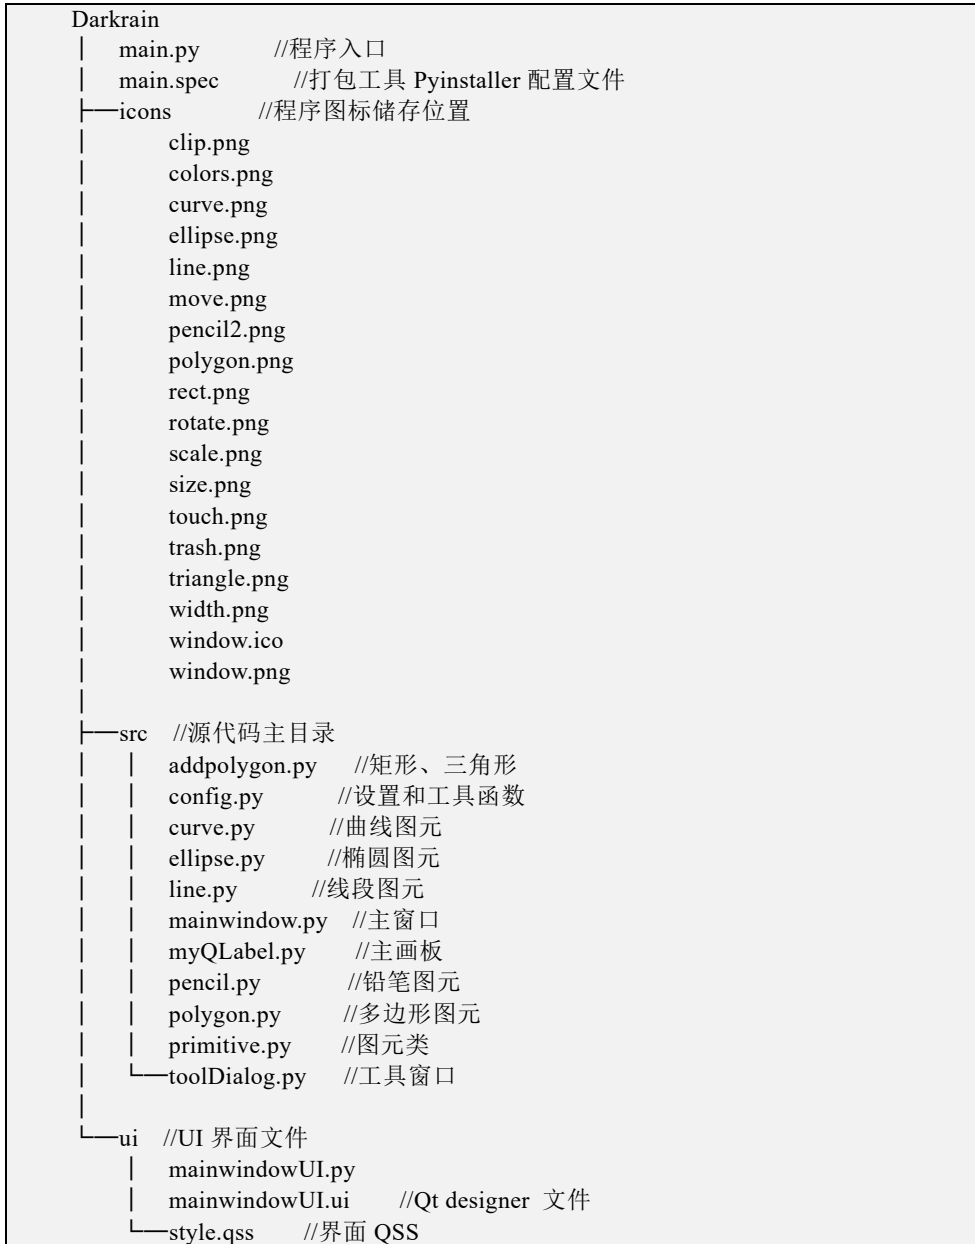 Darkrain
│ main.py //程序入口
│ main.spec //打包工具 Pyinstaller 配置文件
├─icons //程序图标储存位置
│ clip.png
│ colors.png
│ curve.png
│ ellipse.png
│ line.png
│ move.png
│ pencil2.png
│ polygon.png
│ rect.png
│ rotate.png
│ scale.png
│ size.png
│ touch.png
│ trash.png
│ triangle.png
│ width.png
│ window.ico
│ window.png
│
├─src //源代码主目录
│ │ addpolygon.py //矩形、三角形
│ │ config.py //设置和工具函数
│ │ curve.py //曲线图元
│ │ ellipse.py //椭圆图元
│ │ line.py //线段图元
│ │ mainwindow.py //主窗口
│ │ myQLabel.py //主画板
│ │ pencil.py //铅笔图元
│ │ polygon.py //多边形图元
│ │ primitive.py //图元类
│ └─toolDialog.py //工具窗口
│
└─ui //UI 界面文件
│ mainwindowUI.py
│ mainwindowUI.ui //Qt designer 文件
└─style.qss //界面 QSS